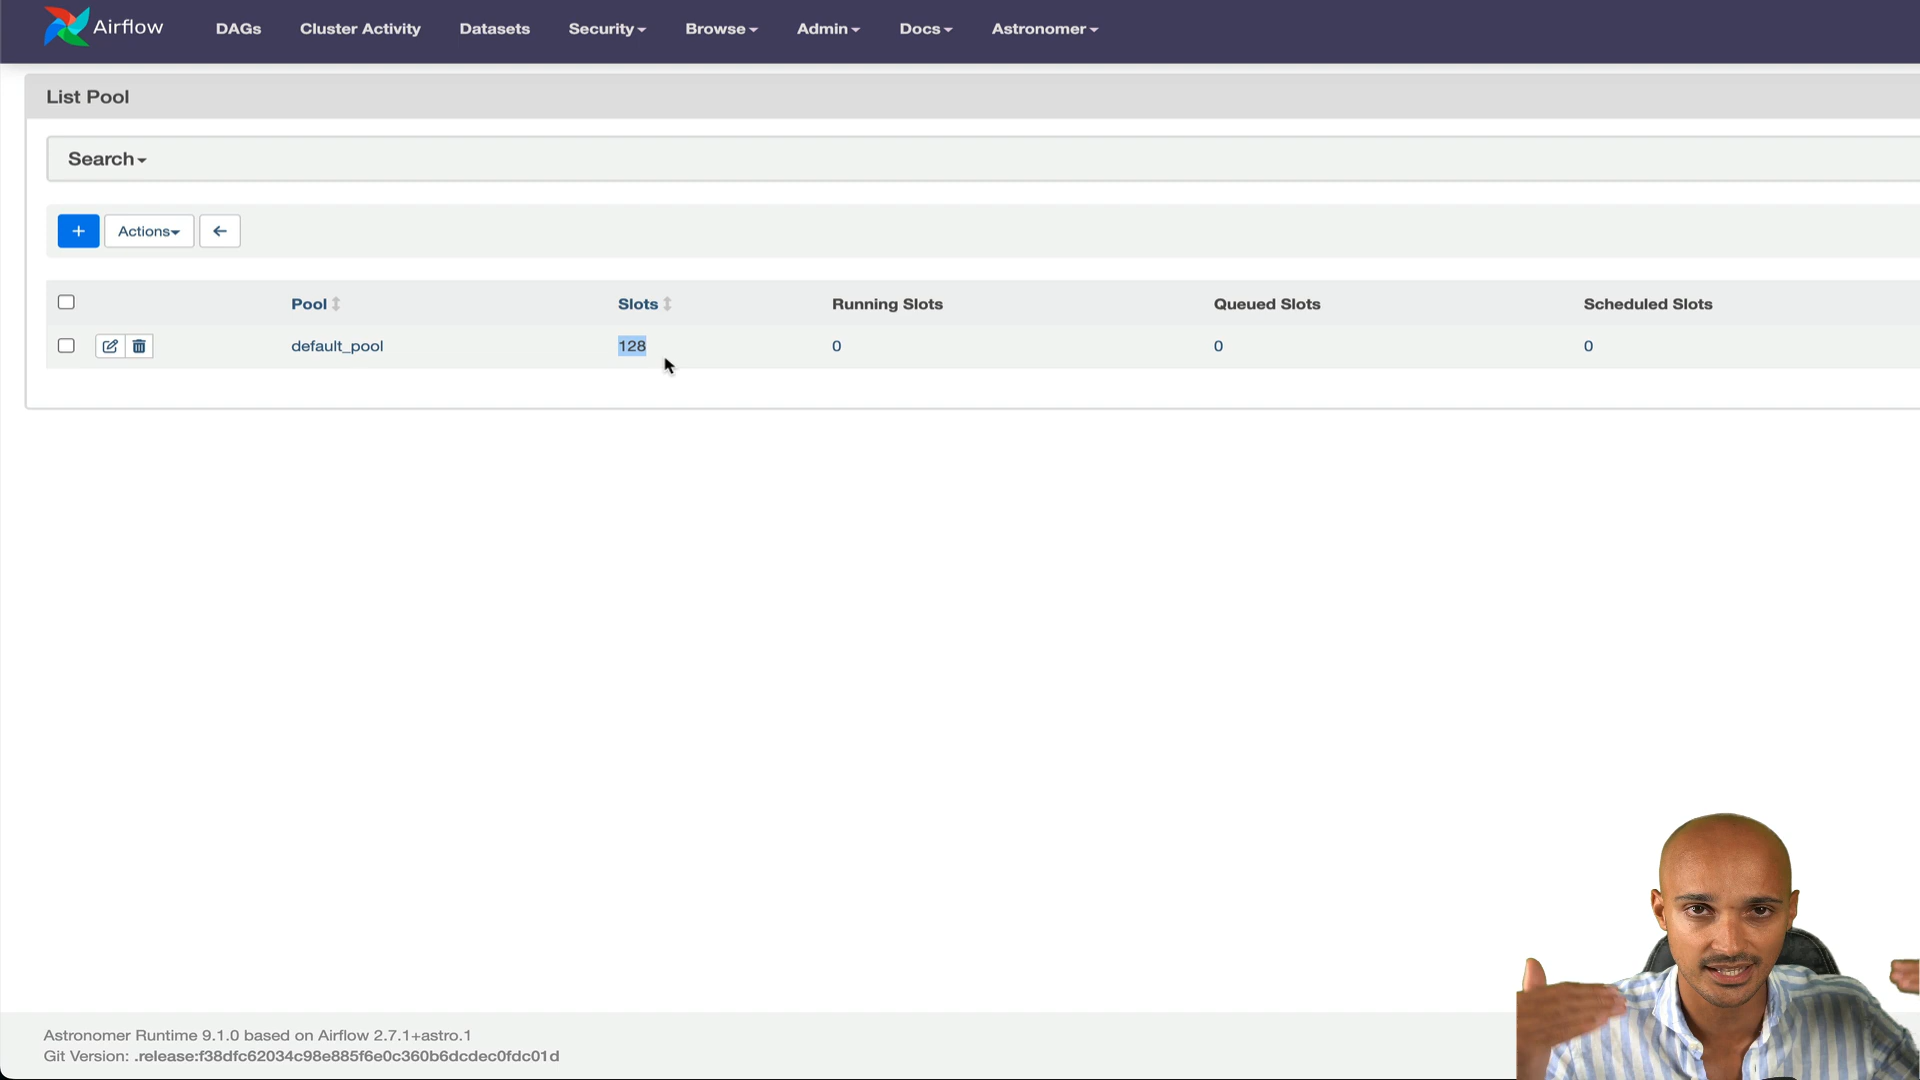 Airflow DAGs Cluster Activity Datasets Security Browse Admin Docs Astronomer
List Pool
Search
+ Actions
Pool Slots Running Slots Queued Slots Scheduled Slots
default_pool 128 0 0 0
Astronomer Runtime 9.1.0 based on Airflow 2.7.1+astro.1
Git Version: .release:f38dfc62034c98e885f6e0c360b6dcdec0fdc01d